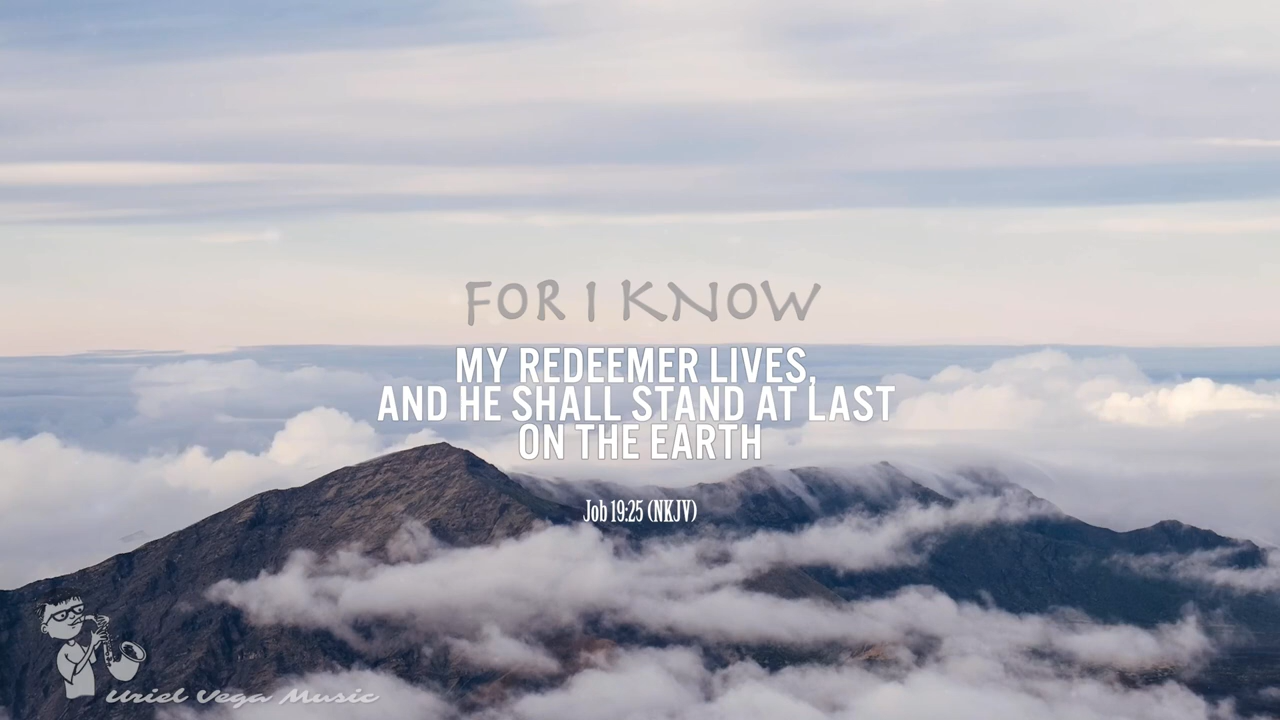 FOR I KNOW
MY REDEEMER LIVES,
AND HE SHALL STAND AT LAST
ON THE EARTH
Job 19:25 (NKJV)
Uriel Vega Music